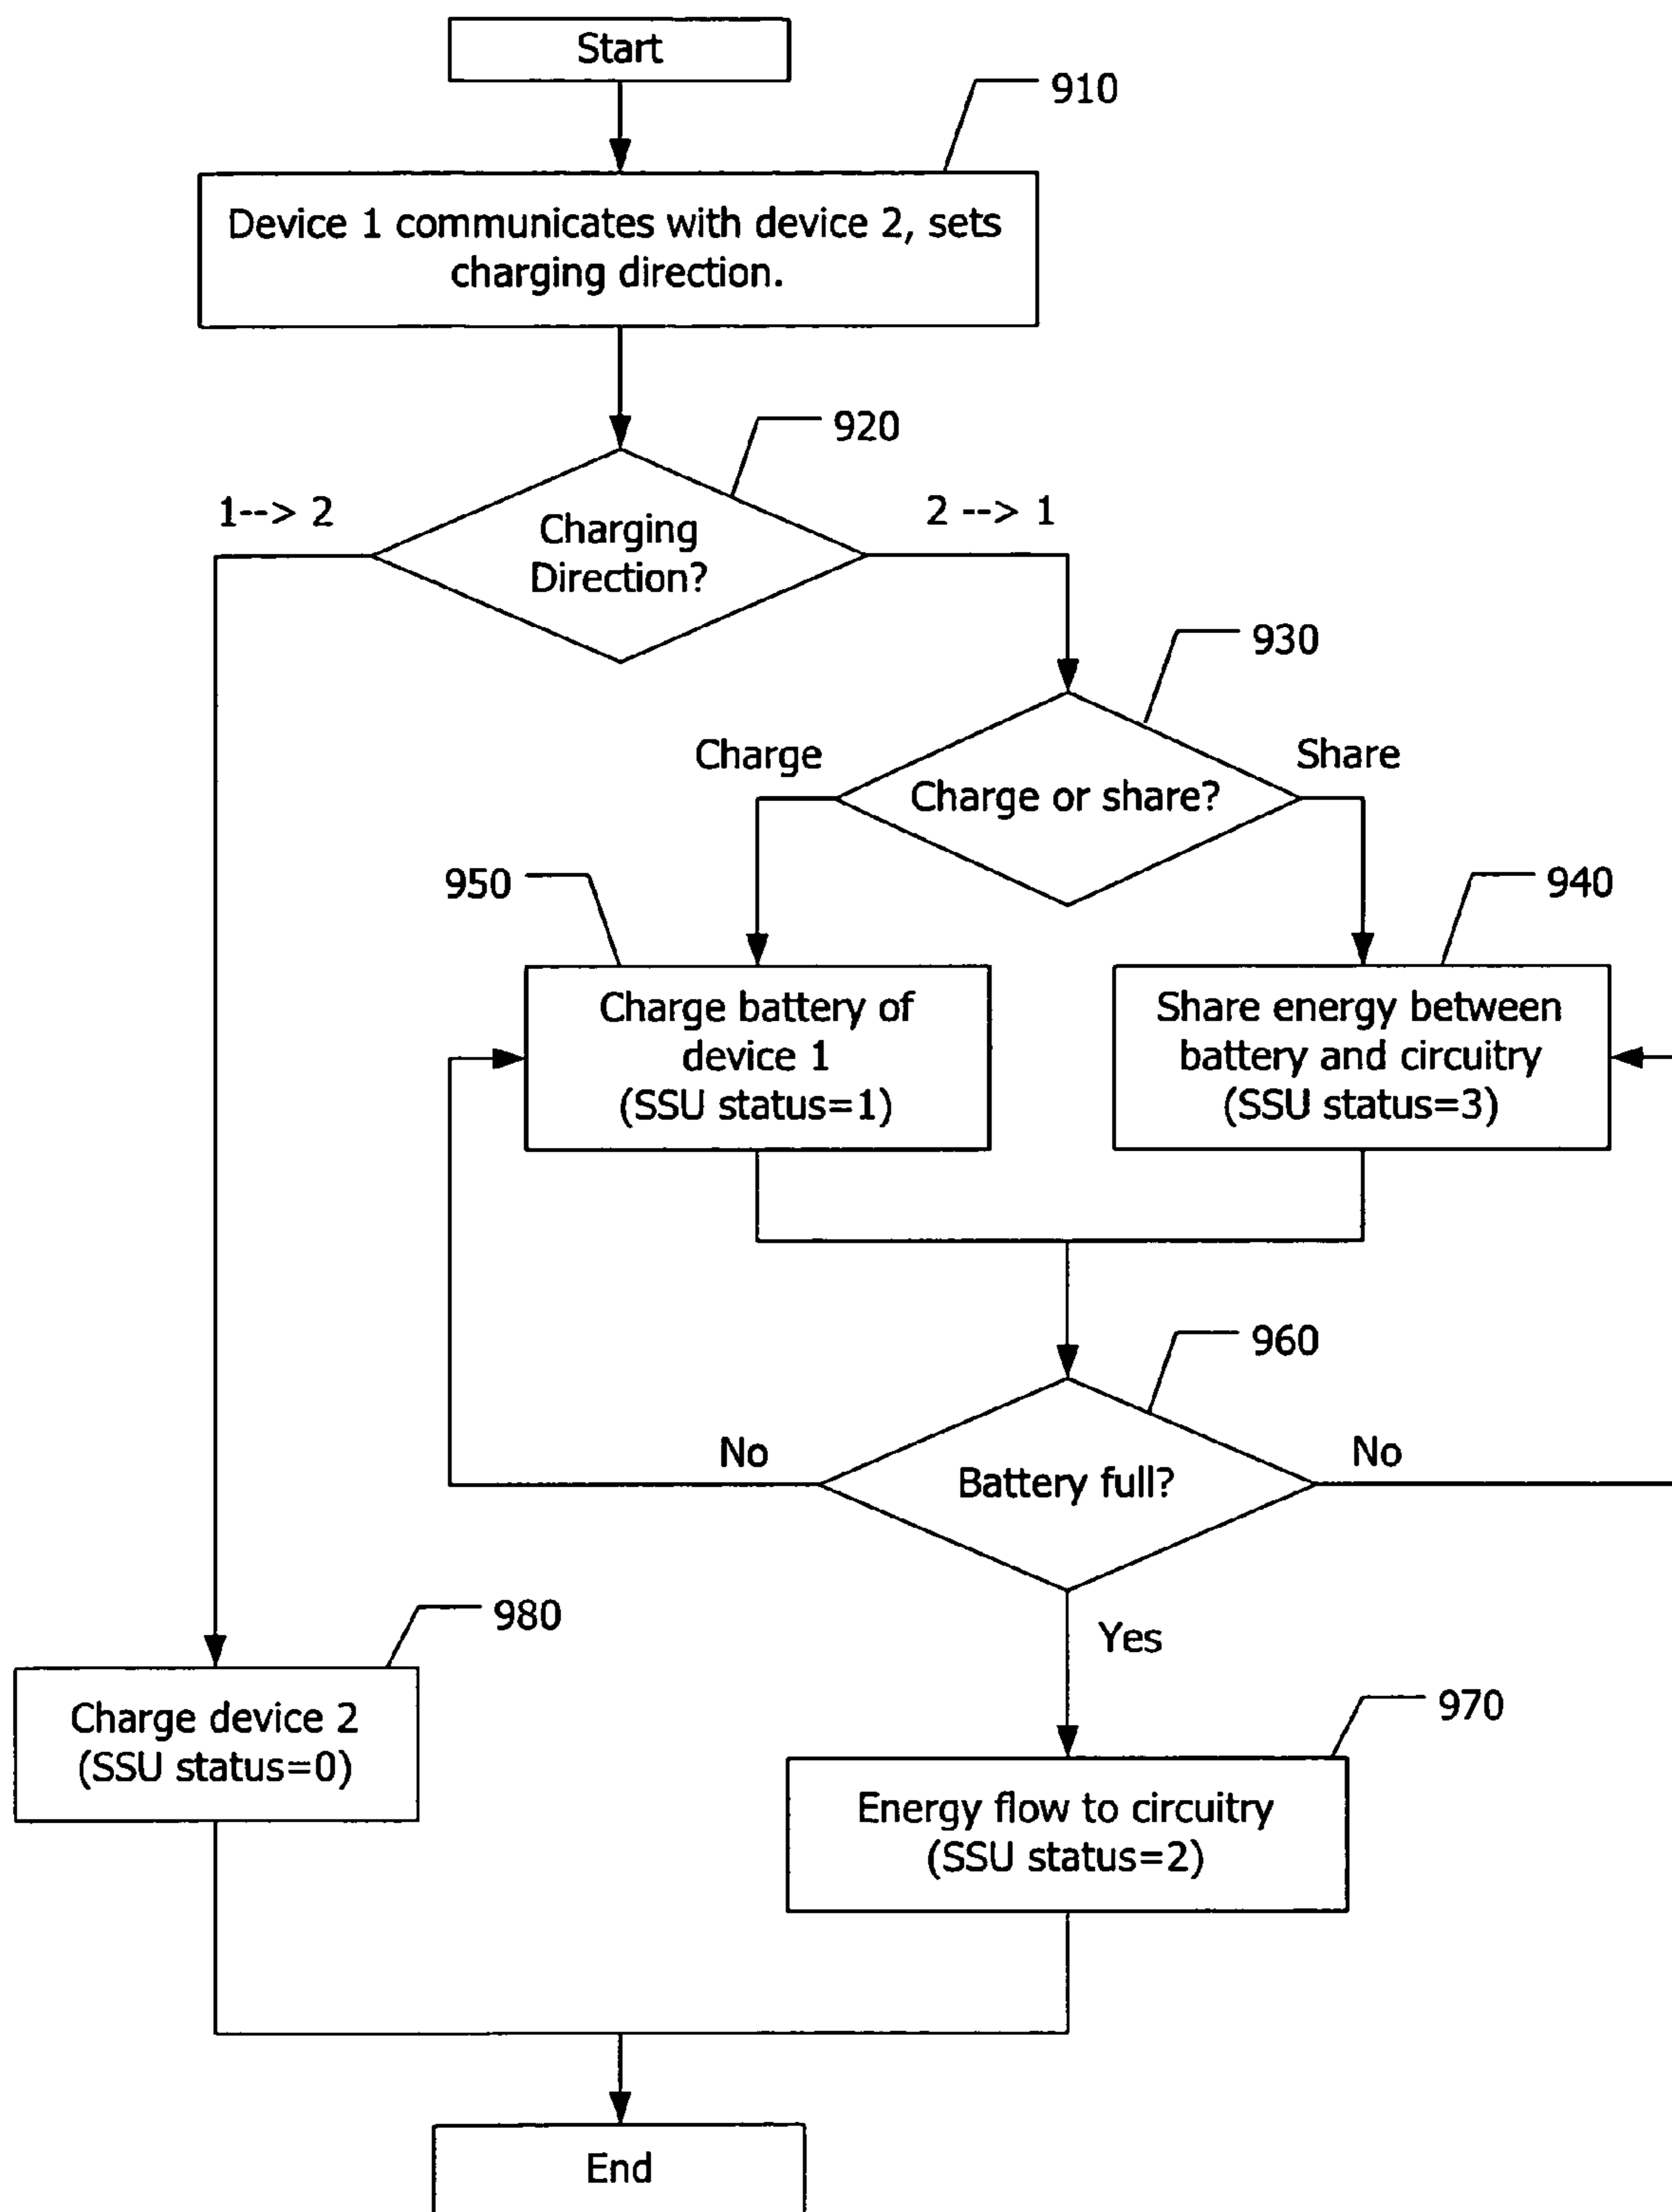 Start
910
Device 1 communicates with device 2, sets
charging direction.
920
1--> 2
2 --> 1
Charging
Direction?
930
Charge
Share
Charge or share?
950
940
Charge battery of
device 1
(SSU status=1)
Share energy between
battery and circuitry
(SSU status=3)
960
No
No
Battery full?
980
Yes
970
Charge device 2
(SSU status=0)
Energy flow to circuitry
(SSU status=2)
End